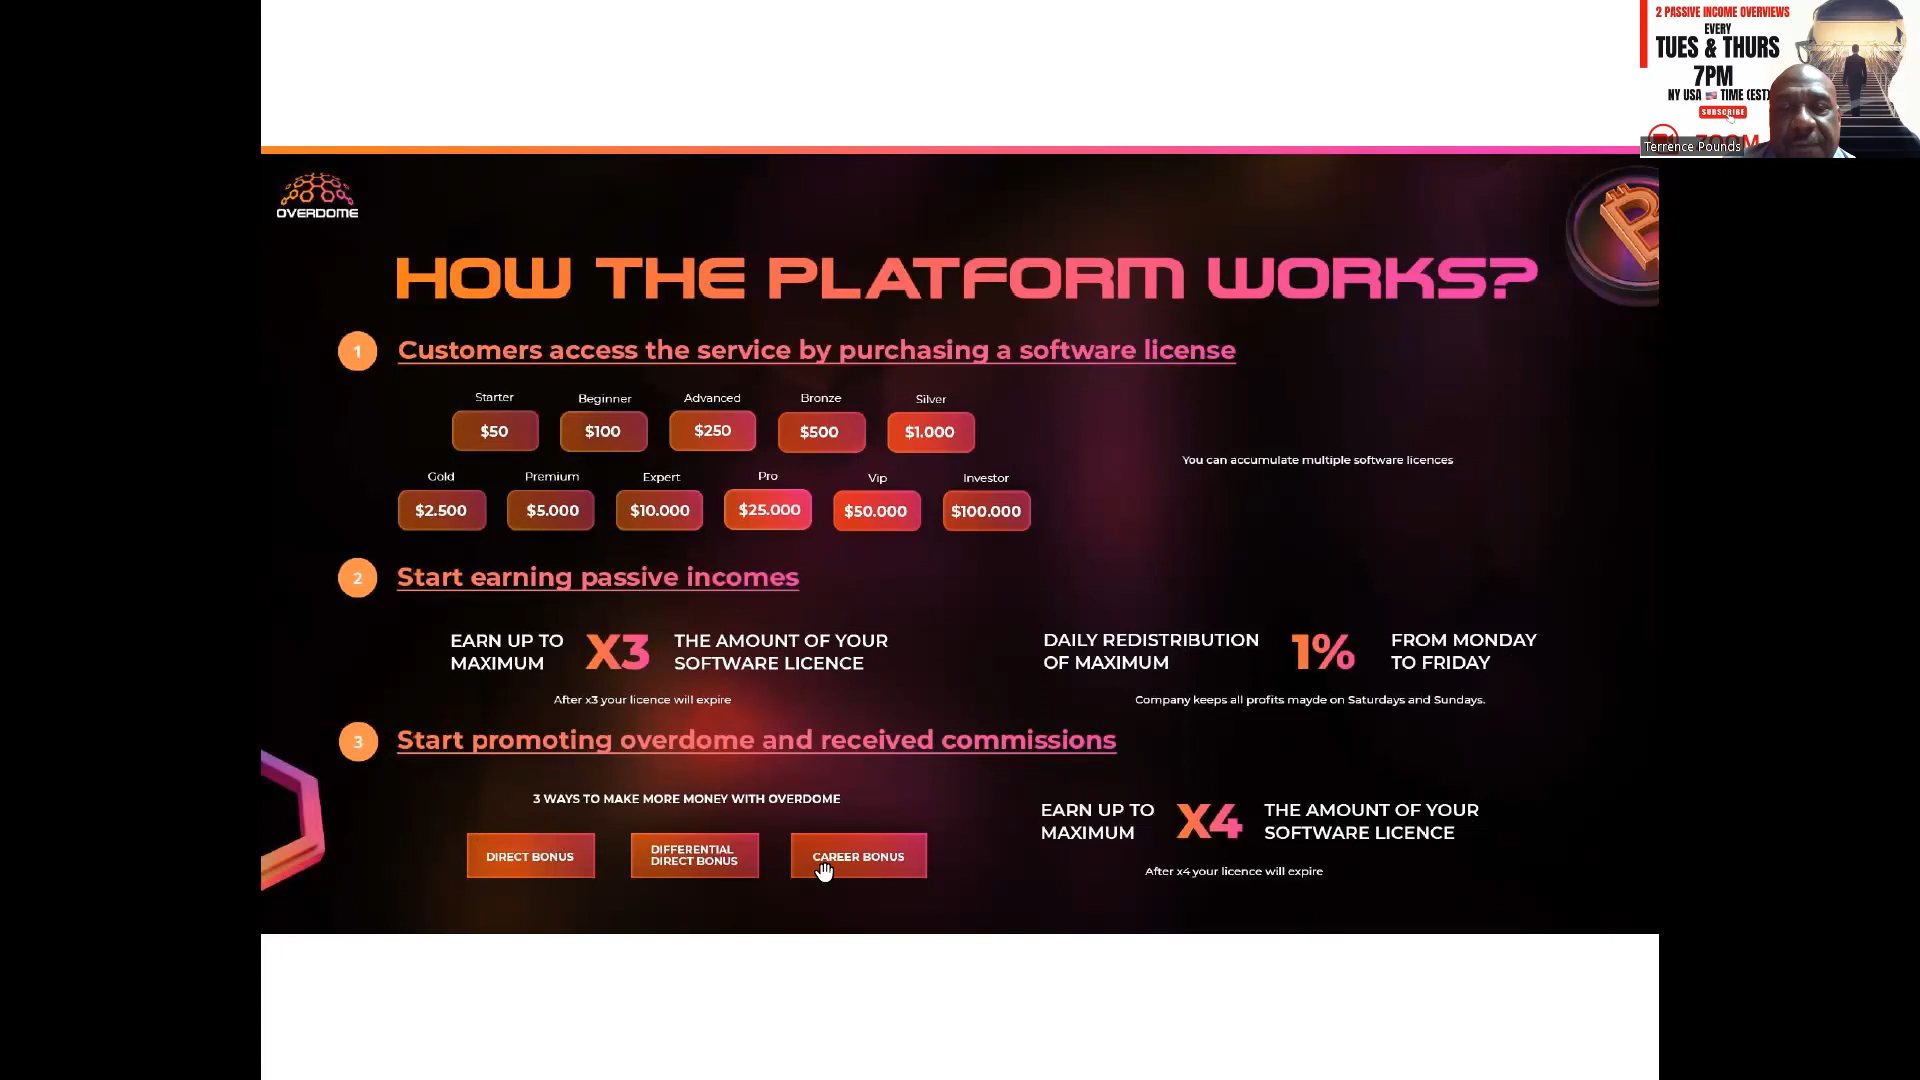 2 PASSIVE INCOME OVERVIEWS
EVERY
TUES & THURS
7PM
NY USA TIME (EST)
SUBSCRIBE
ZOOM
Terrence Pounds
OVERDOME
HOW THE PLATFORM WORKS?
1 Customers access the service by purchasing a software license
Starter Beginner Advanced Bronze Silver
$50 $100 $250 $500 $1.000
You can accumulate multiple software licences
Gold Premium Expert Pro Vip Investor
$2.500 $5.000 $10.000 $25.000 $50.000 $100.000
2 Start earning passive incomes
EARN UP TO
MAXIMUM
X3
THE AMOUNT OF YOUR
SOFTWARE LICENCE
After x3 your licence will expire
DAILY REDISTRIBUTION
OF MAXIMUM
1%
FROM MONDAY
TO FRIDAY
Company keeps all profits mayde on Saturdays and Sundays.
3 Start promoting overdome and received commissions
3 WAYS TO MAKE MORE MONEY WITH OVERDOME
DIRECT BONUS
DIFFERENTIAL
DIRECT BONUS
CAREER BONUS
EARN UP TO
MAXIMUM
X4
THE AMOUNT OF YOUR
SOFTWARE LICENCE
After x4 your licence will expire